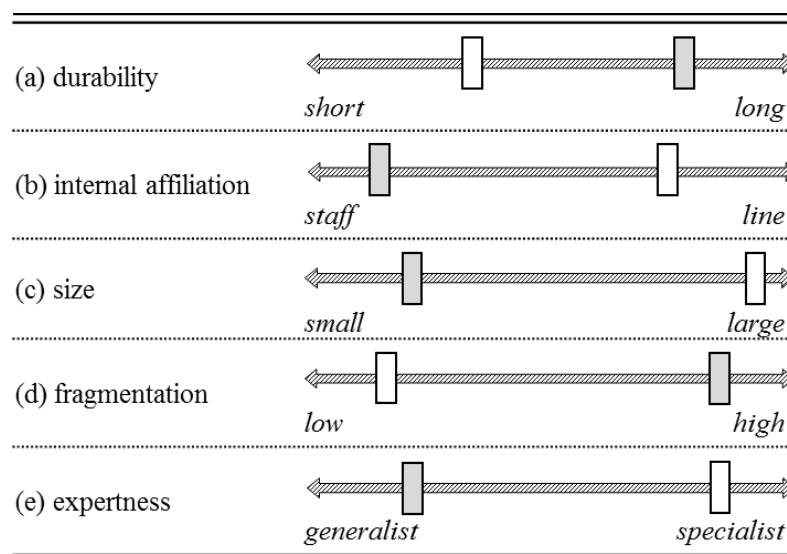 (a) durability
short long
(b) internal affiliation
staff line
(c) size
small large
(d) fragmentation
low high
(e) expertness
generalist specialist